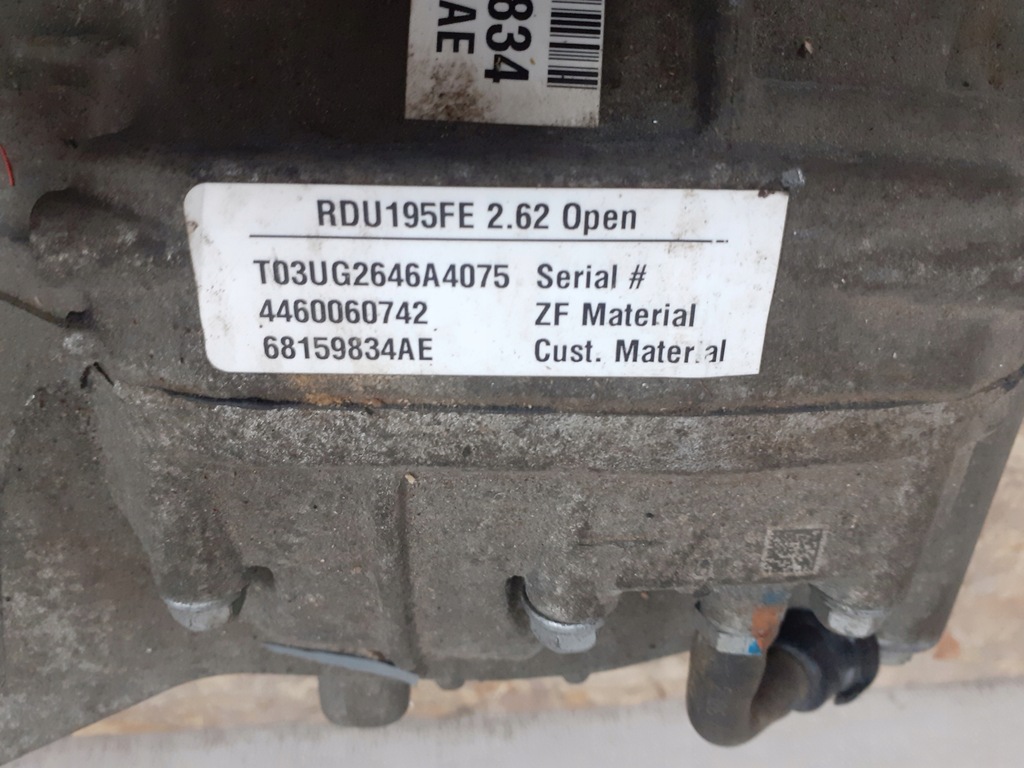 834
AE
RDU195FE 2.62 Open
T03UG2646A4075 Serial #
4460060742 ZF Material
68159834AE Cust. Material